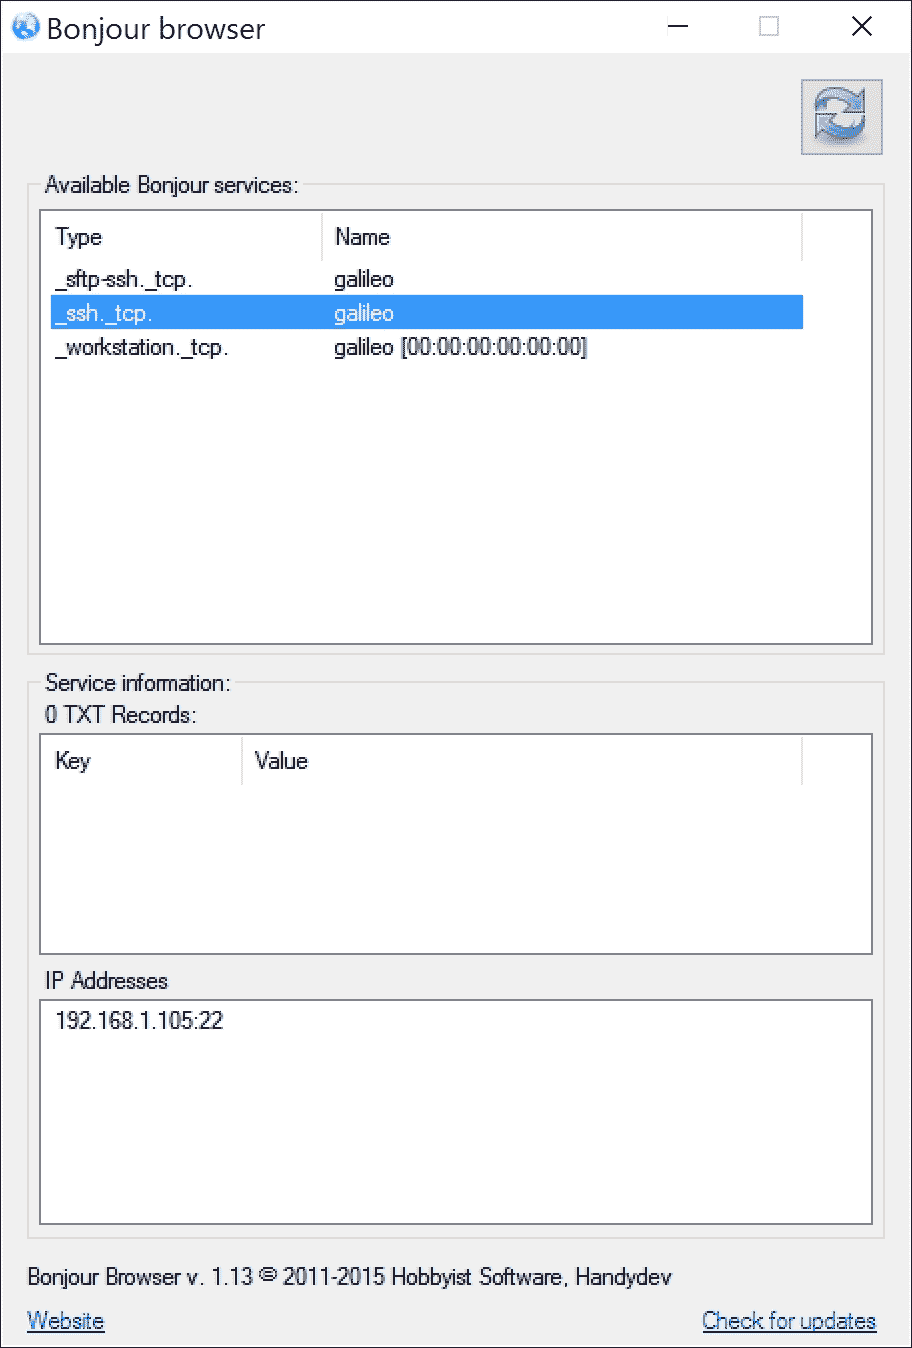 Bonjour browser
Available Bonjour services:
Type Name
_sftp-ssh._tcp. galileo
_ssh._tcp. galileo
_workstation._tcp. galileo [00:00:00:00:00:00]
Service information:
0 TXT Records:
Key Value
IP Addresses
192.168.1.105:22
Bonjour Browser v. 1.13 © 2011-2015 Hobbyist Software, Handydev
Website Check for updates